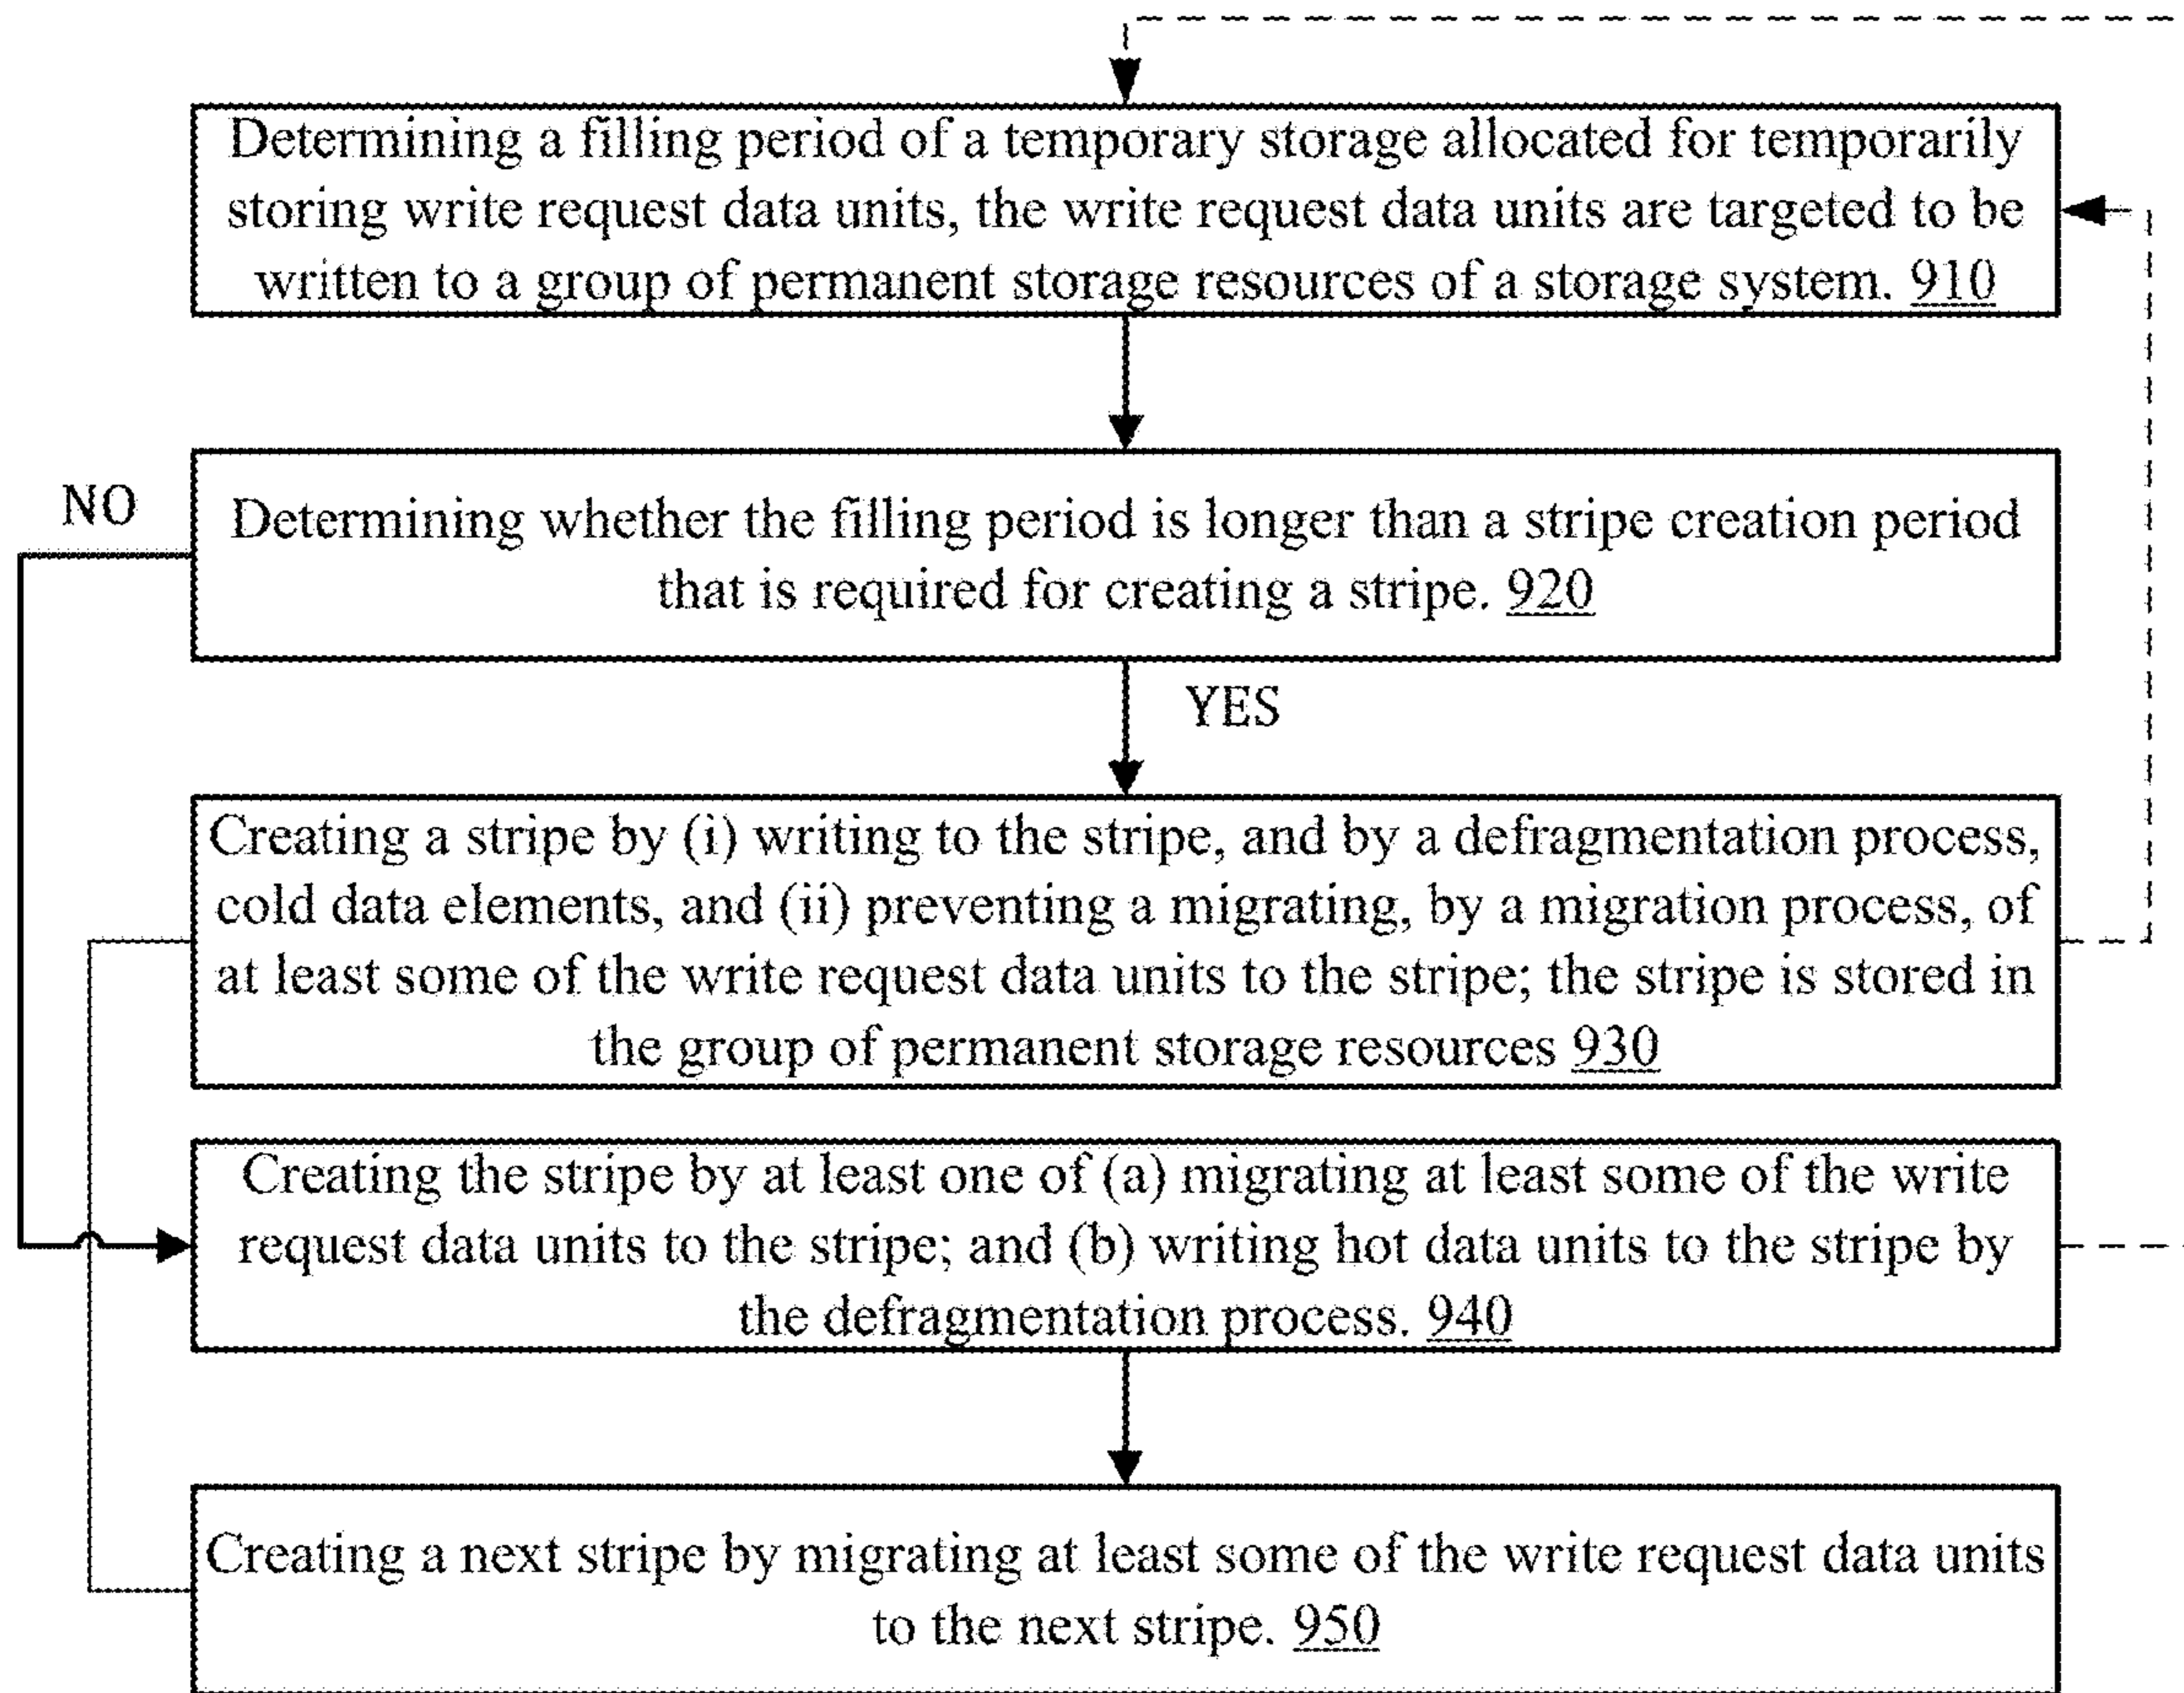 Determining a filling period of a temporary storage allocated for temporarily
storing write request data units, the write request data units are targeted to be
written to a group of permanent storage resources of a storage system. 910
NO
Determining whether the filling period is longer than a stripe creation period
that is required for creating a stripe. 920
YES
Creating a stripe by (i) writing to the stripe, and by a defragmentation process,
cold data elements, and (ii) preventing a migrating, by a migration process, of
at least some of the write request data units to the stripe; the stripe is stored in
the group of permanent storage resources 930
Creating the stripe by at least one of (a) migrating at least some of the write
request data units to the stripe; and (b) writing hot data units to the stripe by
the defragmentation process. 940
Creating a next stripe by migrating at least some of the write request data units
to the next stripe. 950